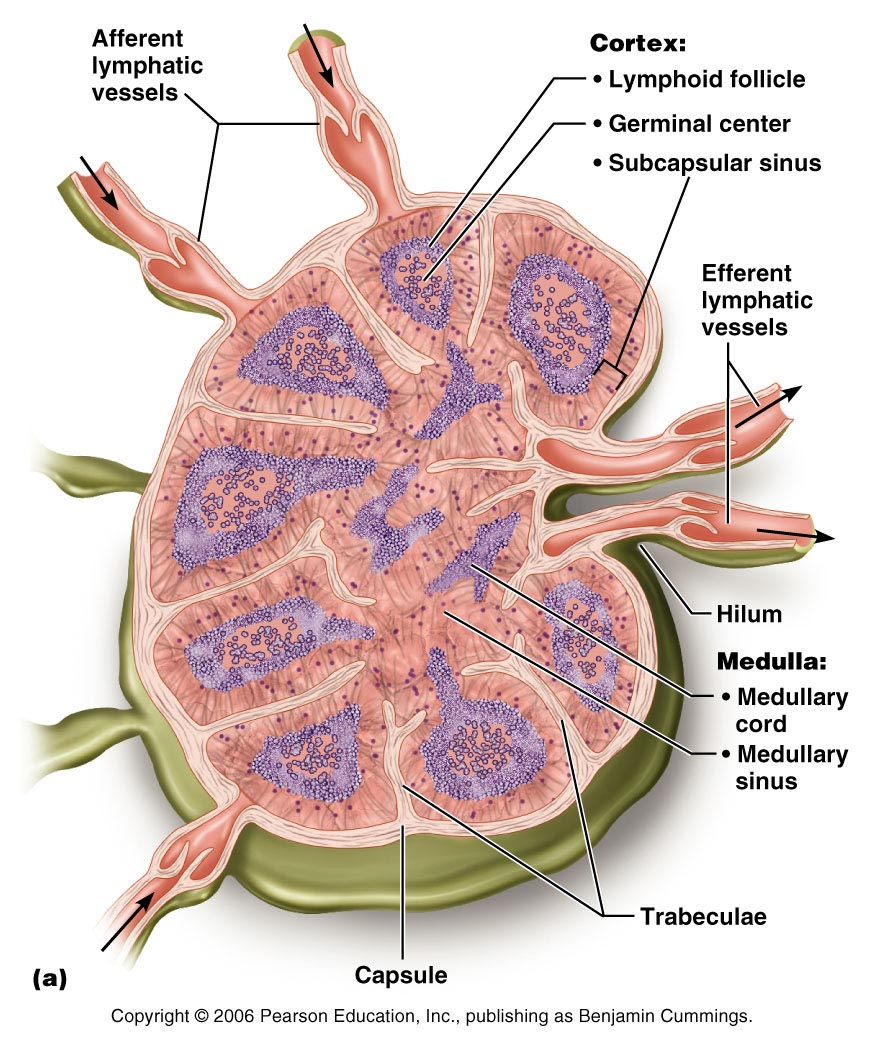 Afferent
lymphatic
vessels
Cortex:
• Lymphoid follicle
• Germinal center
• Subcapsular sinus
Efferent
lymphatic
vessels
Hilum
Medulla:
• Medullary
cord
• Medullary
sinus
Trabeculae
Capsule
(a)
Copyright © 2006 Pearson Education, Inc., publishing as Benjamin Cummings.